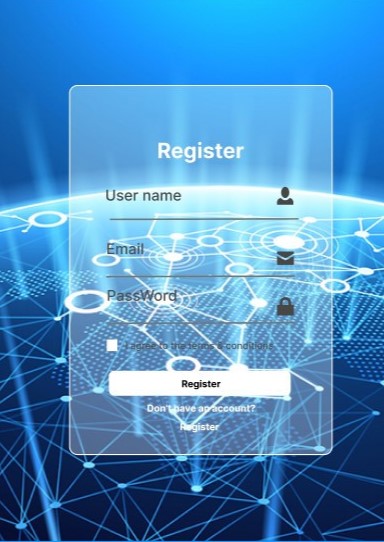 Register
User name
Email
PassWord
I agree to the terms & conditions
Register
Don't have an account?
Register